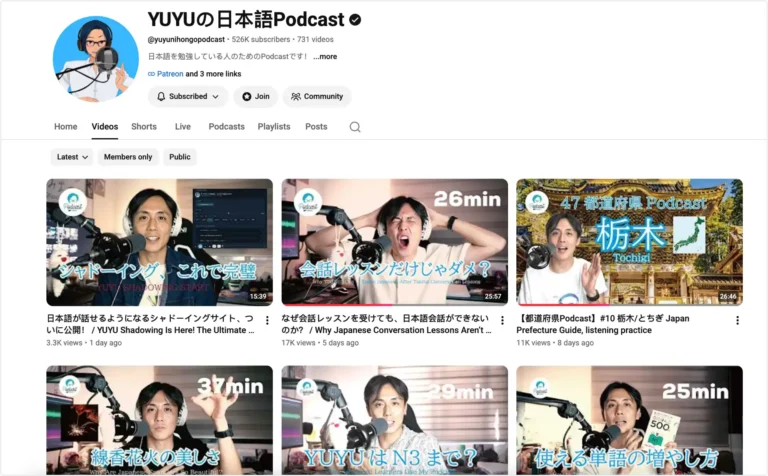 YUYUの日本語Podcast
@yuyunihongopodcast • 526K subscribers • 731 videos
日本語を勉強している人のためのPodcastです! ...more
Patreon and 3 more links
Subscribed
Join
Community
Home Videos Shorts Live Podcasts Playlists Posts
Latest Members only Public
Podcast
シャドーイング、これで完璧
YUYU SHADOWING START!
15:39
日本語が話せるようになるシャドーイングサイト、つ
いに公開! / YUYU Shadowing Is Here! The Ultimate ...
3.3K views • 1 day ago
Podcast
26min
会話レッスンだけじゃダメ?
25:57
なぜ会話レッスンを受けても、日本語会話ができない
のか? / Why Japanese Conversation Lessons Aren't ...
17K views • 5 days ago
Podcast
47都道府県 Podcast
栃木
Tochigi
26:46
【都道府県Podcast】#10 栃木/とちぎ Japan
Prefecture Guide, listening practice
11K views • 8 days ago
Podcast
37min
線香花火の美しさ
Podcast
29min
YUYUはN3まで?
Podcast
25min
500
使える単語の増やし方